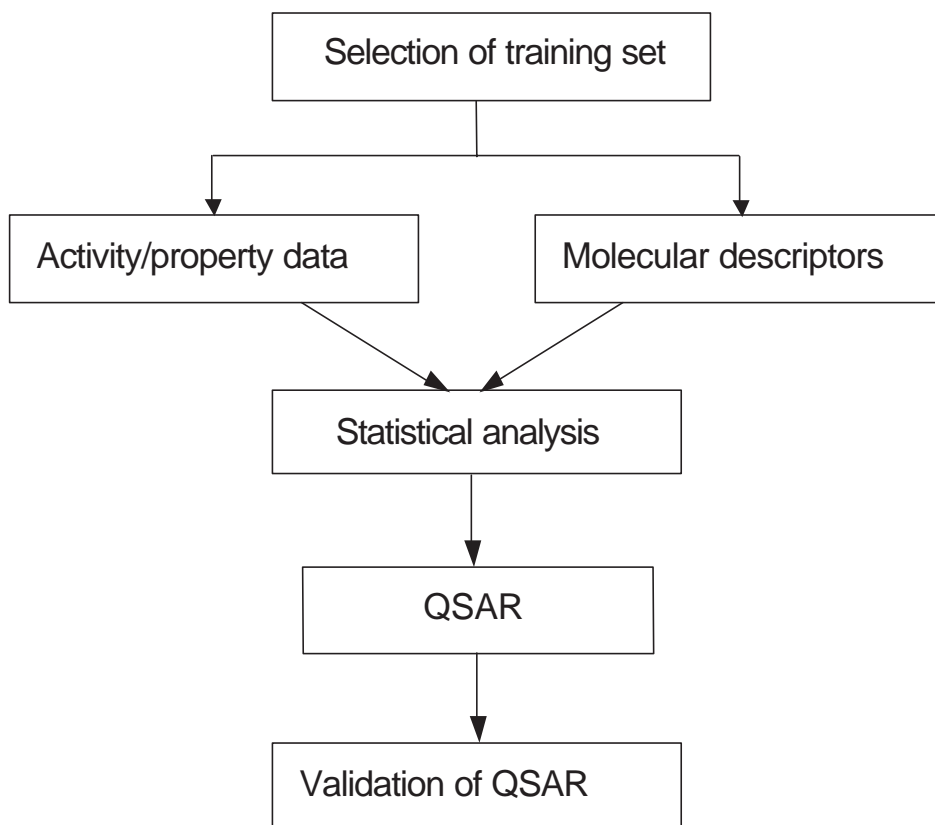 Selection of training set
Activity/property data
Molecular descriptors
Statistical analysis
QSAR
Validation of QSAR